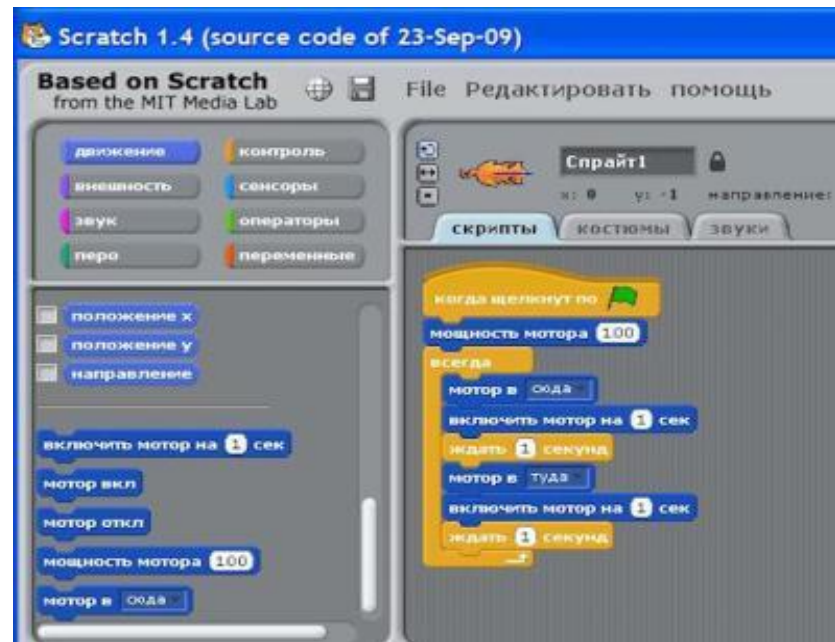 Scratch 1.4 (source code of 23-Sep-09)
Based on Scratch
from the MIT Media Lab
File Редактировать помощь
движение контроль
внешность сенсоры
звук операторы
перо переменные
Спрайт1
x: 0 y: -1 направление:
скрипты костюмы звуки
положение x
положение y
направление
включить мотор на 1 сек
мотор вкл
мотор откл
мощность мотора 100
мотор в сюда
когда щелкнут по
мощность мотора 100
всегда
мотор в сюда
включить мотор на 1 сек
ждать 1 секунд
мотор в туда
включить мотор на 1 сек
ждать 1 секунд